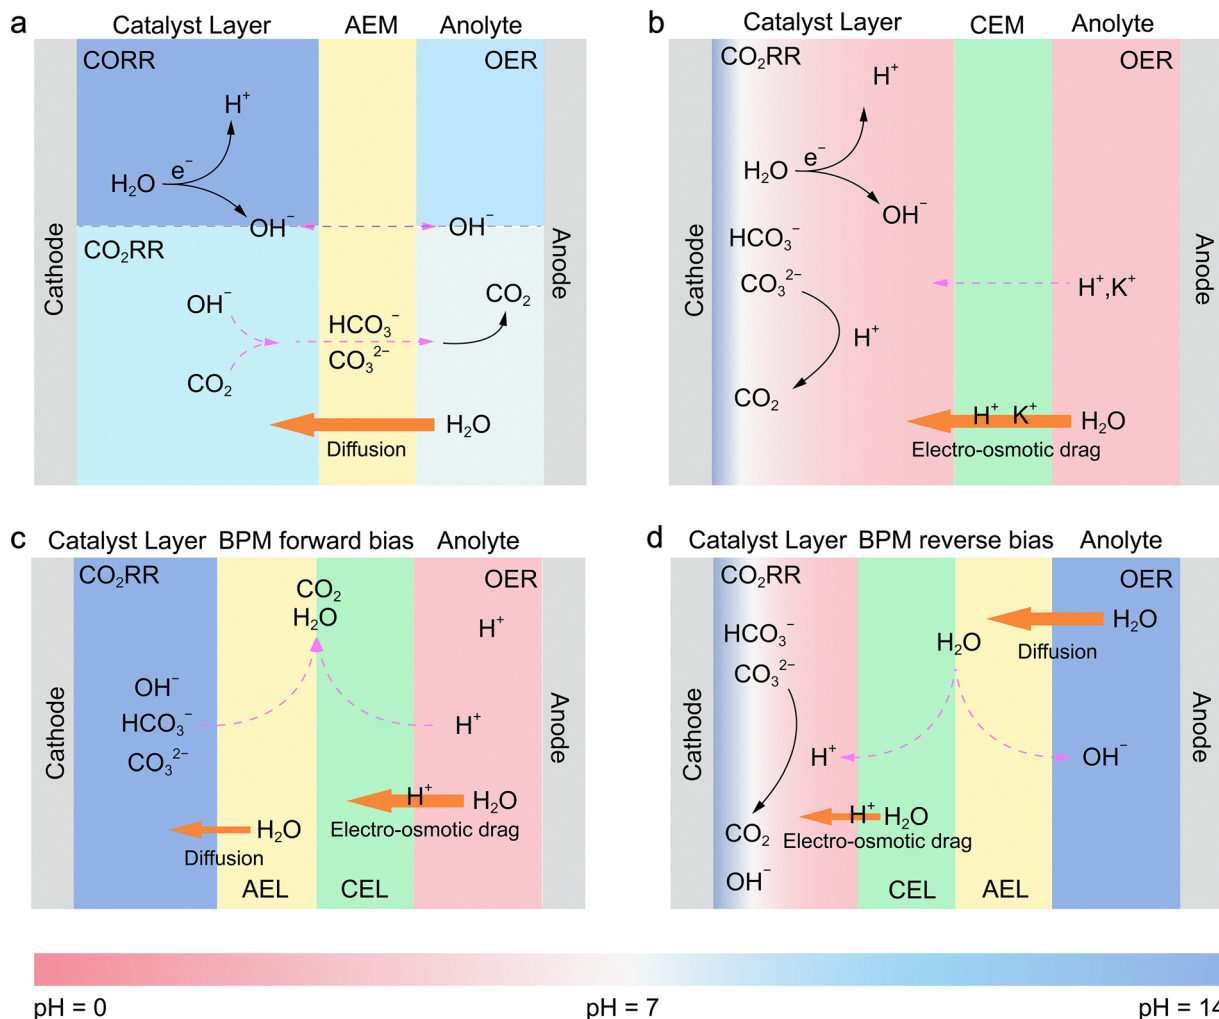 a
Catalyst Layer AEM Anolyte
CORR
OER
H⁺
e⁻
H₂O
OH⁻
OH⁻
CO₂RR
OH⁻
CO₂
HCO₃⁻
CO₃²⁻
CO₂
H₂O
Diffusion
Cathode
Anode
b
Catalyst Layer CEM Anolyte
CO₂RR
OER
H⁺
e⁻
H₂O
OH⁻
HCO₃⁻
CO₃²⁻
H⁺,K⁺
H⁺
CO₂
H⁺ K⁺
H₂O
Electro-osmotic drag
Cathode
Anode
c
Catalyst Layer BPM forward bias Anolyte
CO₂RR
OER
CO₂
H₂O
H⁺
OH⁻
HCO₃⁻
H⁺
CO₃²⁻
H⁺
H₂O
Electro-osmotic drag
H₂O
Diffusion
AEL
CEL
Cathode
Anode
d
Catalyst Layer BPM reverse bias Anolyte
CO₂RR
OER
H₂O
Diffusion
HCO₃⁻
H₂O
CO₃²⁻
H⁺
OH⁻
H⁺
H₂O
Electro-osmotic drag
CO₂
OH⁻
CEL
AEL
Cathode
Anode
pH = 0
pH = 7
pH = 14